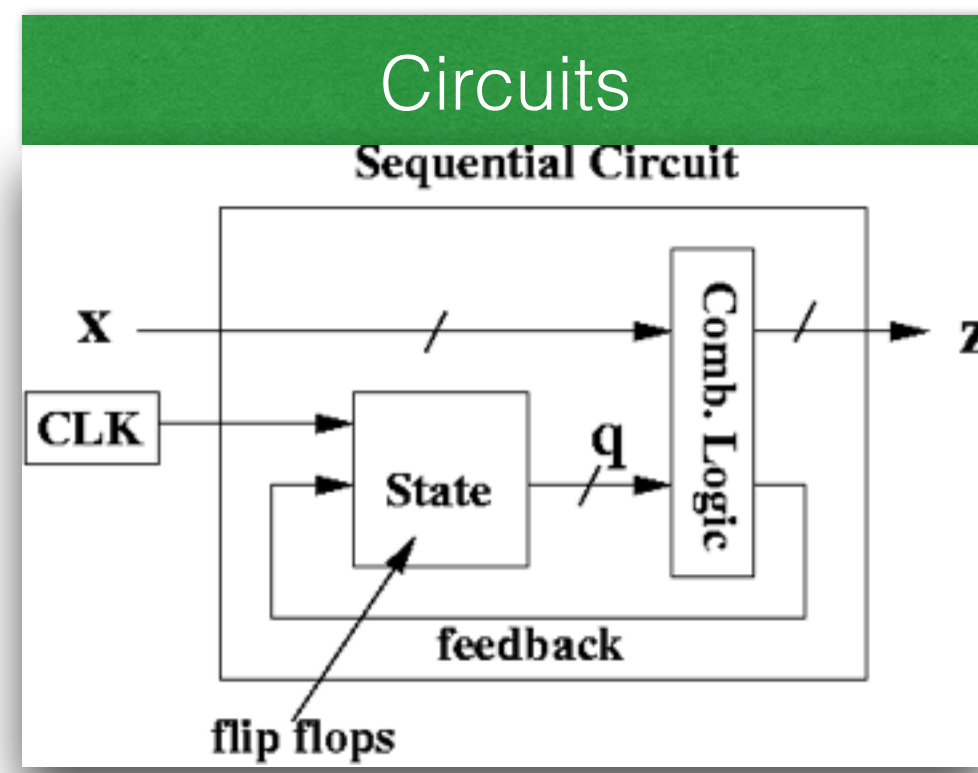 Circuits
Sequential Circuit
x
z
CLK
q
State
Comb. Logic
feedback
flip flops